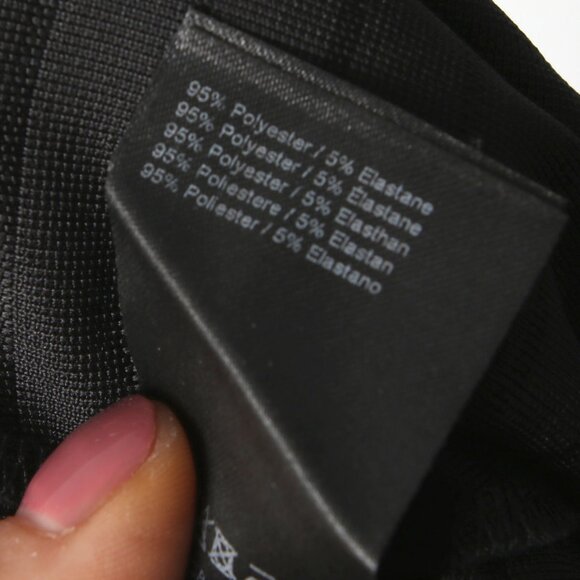 95% Polyester / 5% Elastane
95% Polyester / 5% Élastane
95% Polyester / 5% Elasthan
95% Poliestere / 5% Elastan
95% Poliester / 5% Elastano